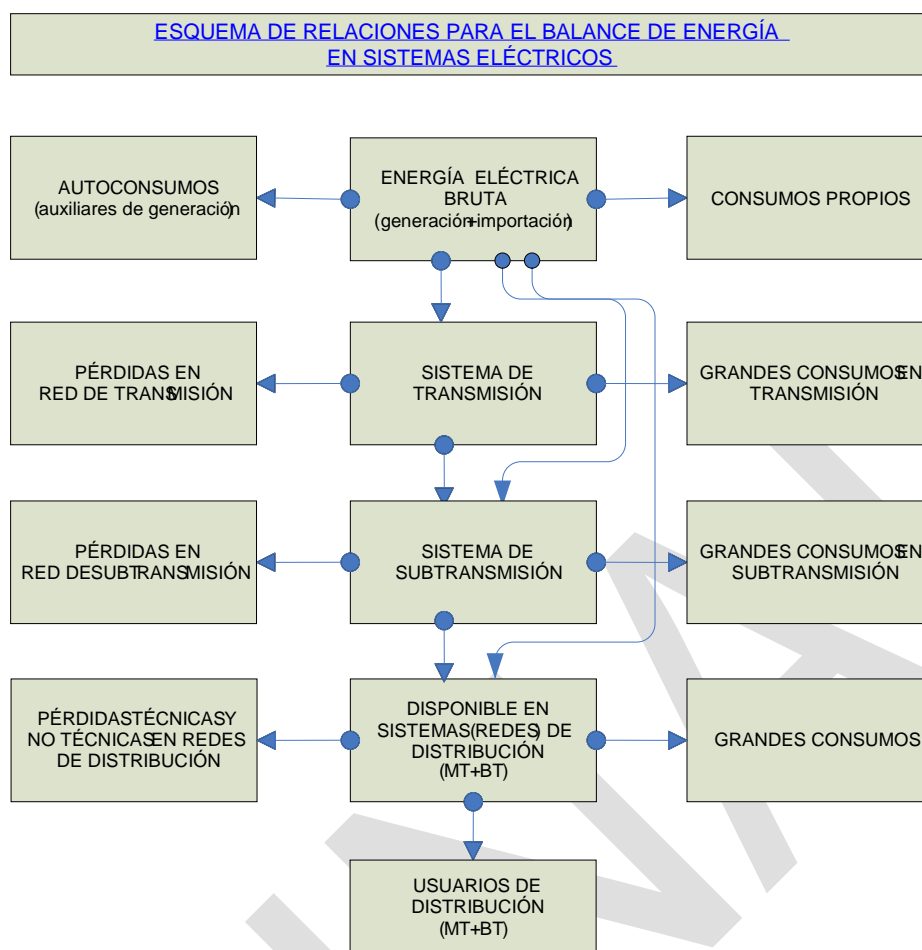 ESQUEMA DE RELACIONES PARA EL BALANCE DE ENERGÍA
EN SISTEMAS ELÉCTRICOS
AUTOCONSUMOS
(auxiliares de generación)
ENERGÍA ELÉCTRICA
BRUTA
(generación+importación)
CONSUMOS PROPIOS
PÉRDIDAS EN
RED DE TRANSMISIÓN
SISTEMA DE
TRANSMISIÓN
GRANDES CONSUMOS EN
TRANSMISIÓN
PÉRDIDAS EN
RED DE SUBTRANSMISIÓN
SISTEMA DE
SUBTRANSMISIÓN
GRANDES CONSUMOS EN
SUBTRANSMISIÓN
PÉRDIDAS TÉCNICAS Y
NO TÉCNICAS EN REDES
DE DISTRIBUCIÓN
DISPONIBLE EN
SISTEMAS (REDES) DE
DISTRIBUCIÓN
(MT+BT)
GRANDES CONSUMOS
USUARIOS DE
DISTRIBUCIÓN
(MT+BT)